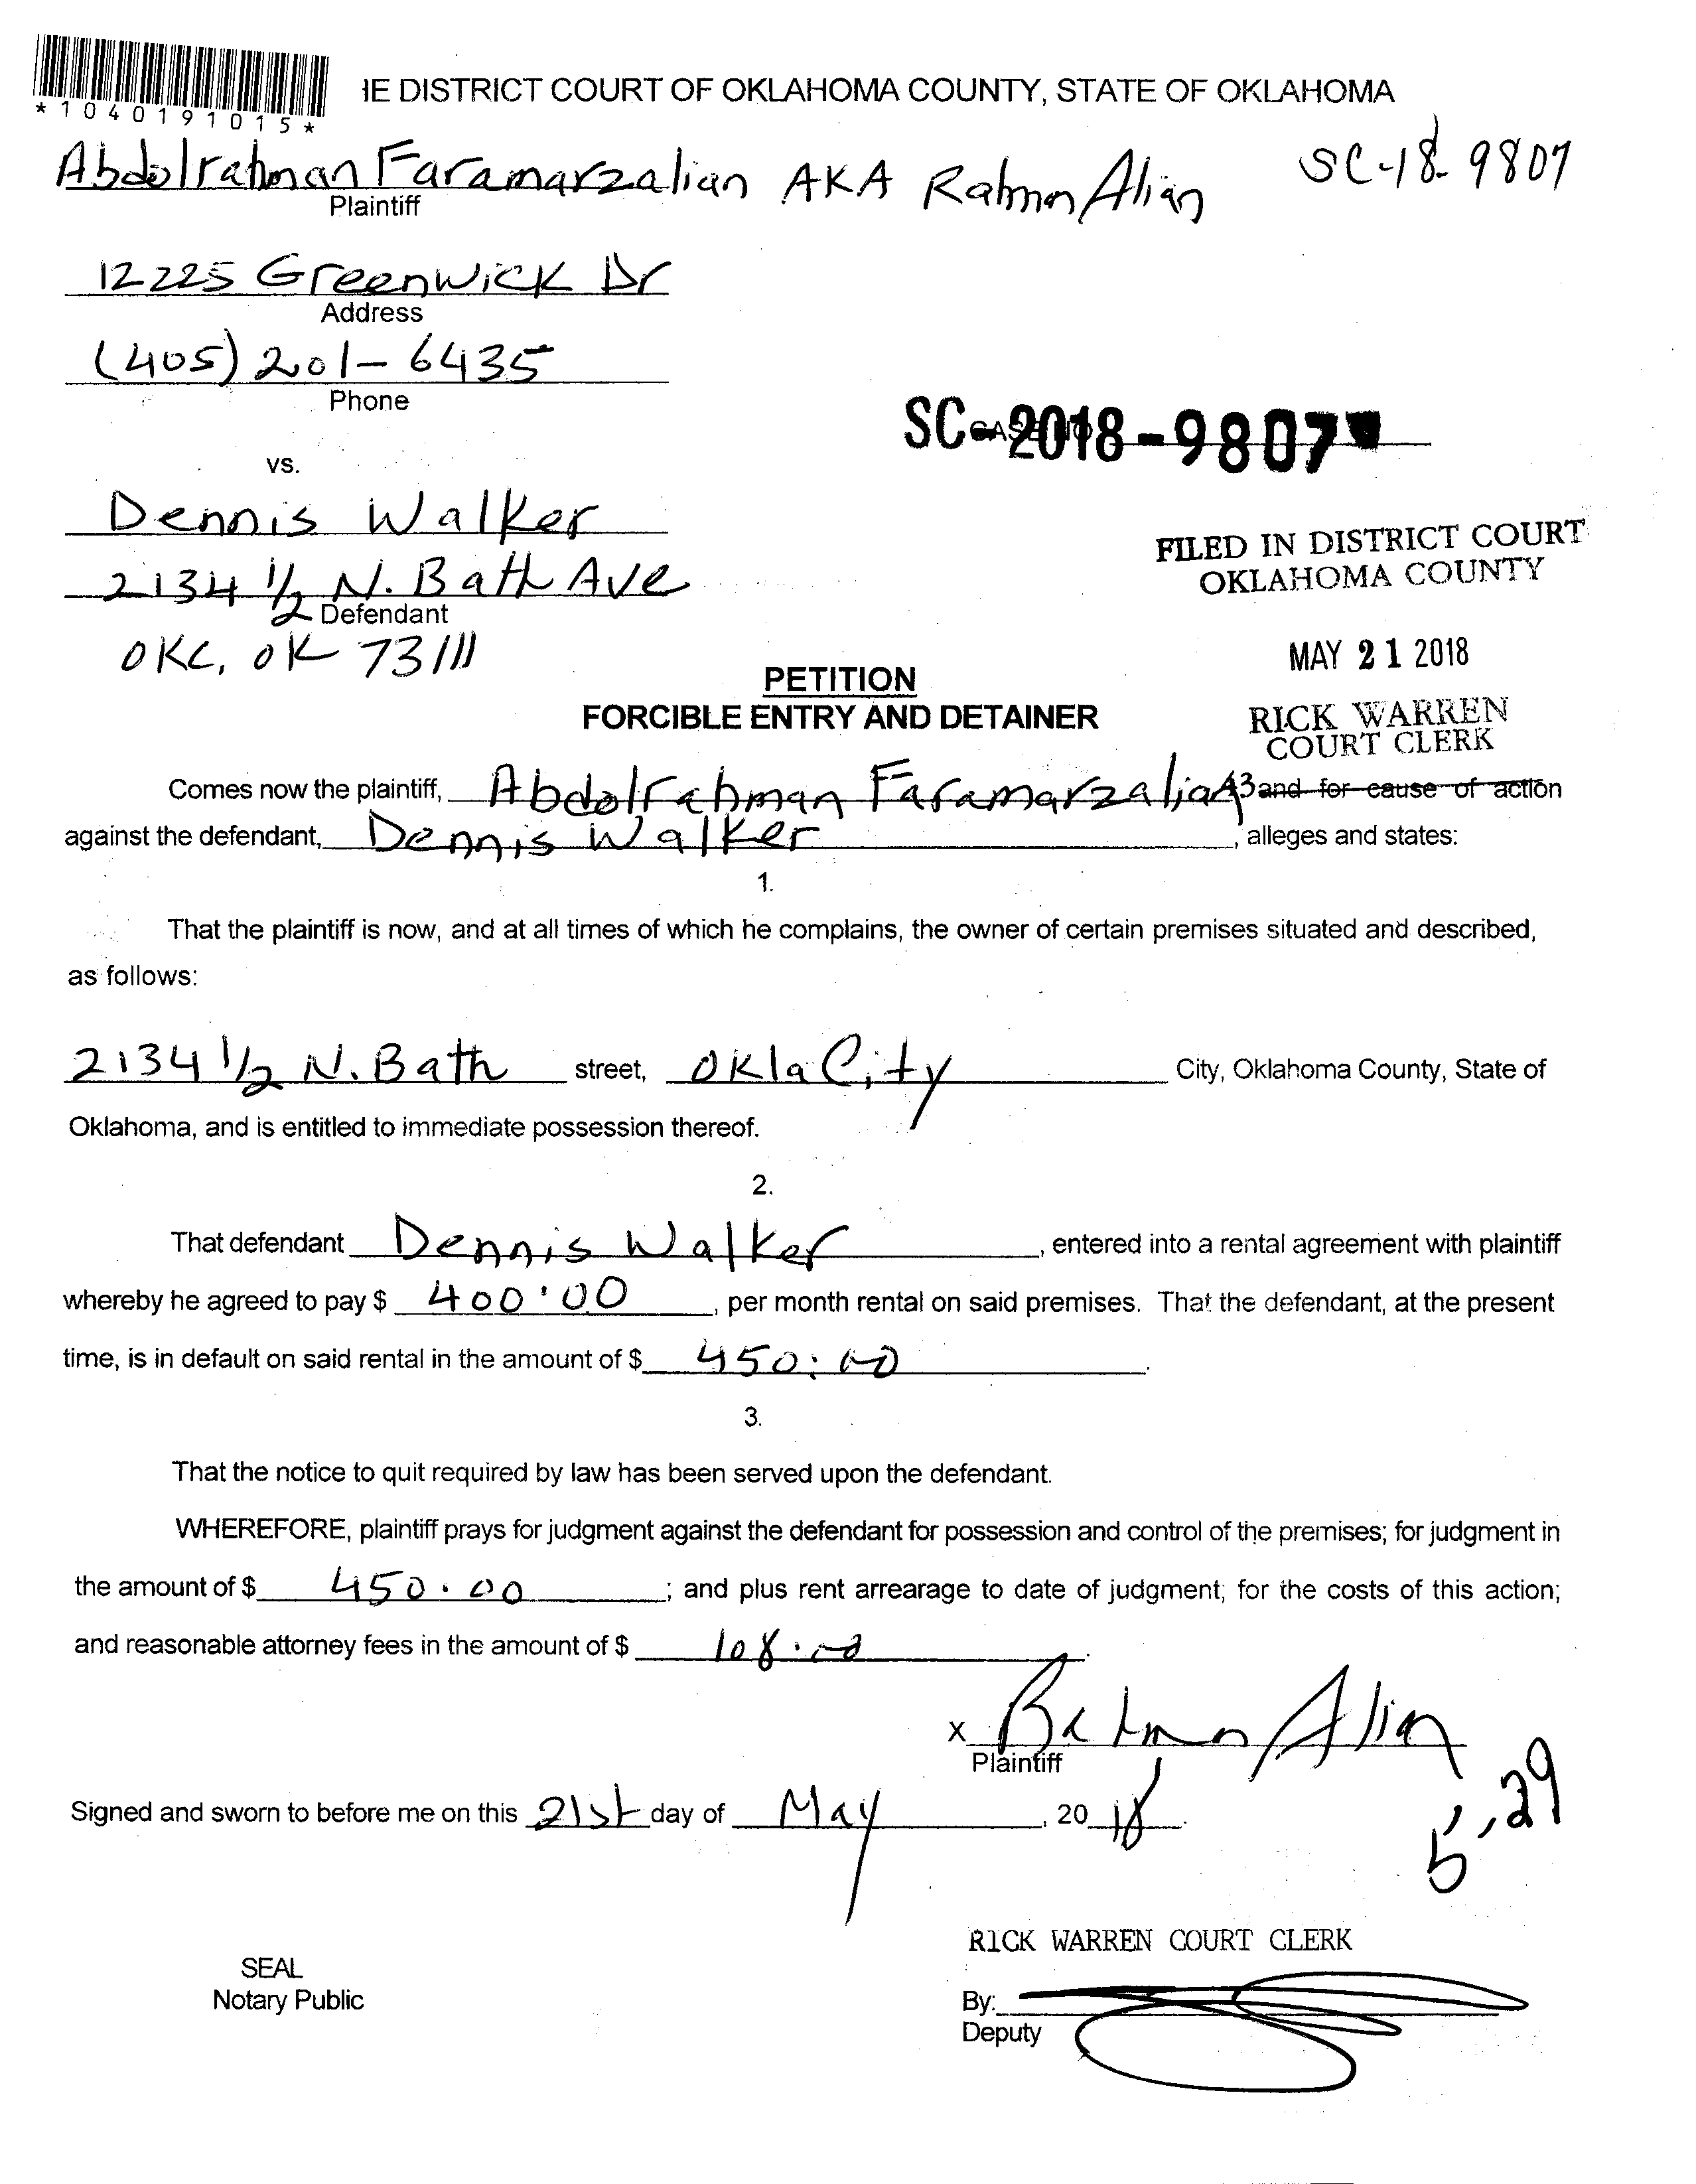 *1040191015*
IE DISTRICT COURT OF OKLAHOMA COUNTY, STATE OF OKLAHOMA
Abdolrahman Faramarzalian AKA Rahmn Alian SC-18-9807
Plaintiff
12225 Greenwick Dr
Address
(405) 201-6435
Phone
SC-2018-9807
vs.
Dennis Walker
2134 1/2 N. Bath Ave
Defendant
OKC, OK 73111
FILED IN DISTRICT COURT
OKLAHOMA COUNTY
MAY 21 2018
RICK WARREN
COURT CLERK
PETITION
FORCIBLE ENTRY AND DETAINER
Comes now the plaintiff, Abdolrahman Faramarzalian 43 and for cause of action
against the defendant, Dennis Walker, alleges and states:
1.
That the plaintiff is now, and at all times of which he complains, the owner of certain premises situated and described,
as follows:
2134 1/2 N. Bath street, Okla City City, Oklahoma County, State of
Oklahoma, and is entitled to immediate possession thereof.
2.
That defendant Dennis Walker, entered into a rental agreement with plaintiff
whereby he agreed to pay $ 400.00, per month rental on said premises. That the defendant, at the present
time, is in default on said rental in the amount of $ 450:00.
3.
That the notice to quit required by law has been served upon the defendant.
WHEREFORE, plaintiff prays for judgment against the defendant for possession and control of the premises; for judgment in
the amount of $ 450.00; and plus rent arrearage to date of judgment; for the costs of this action;
and reasonable attorney fees in the amount of $ 108.00.
X Rahmn Alian
Plaintiff
Signed and sworn to before me on this 21st day of May, 2018.
5,29
RICK WARREN COURT CLERK
SEAL
Notary Public
By:
Deputy